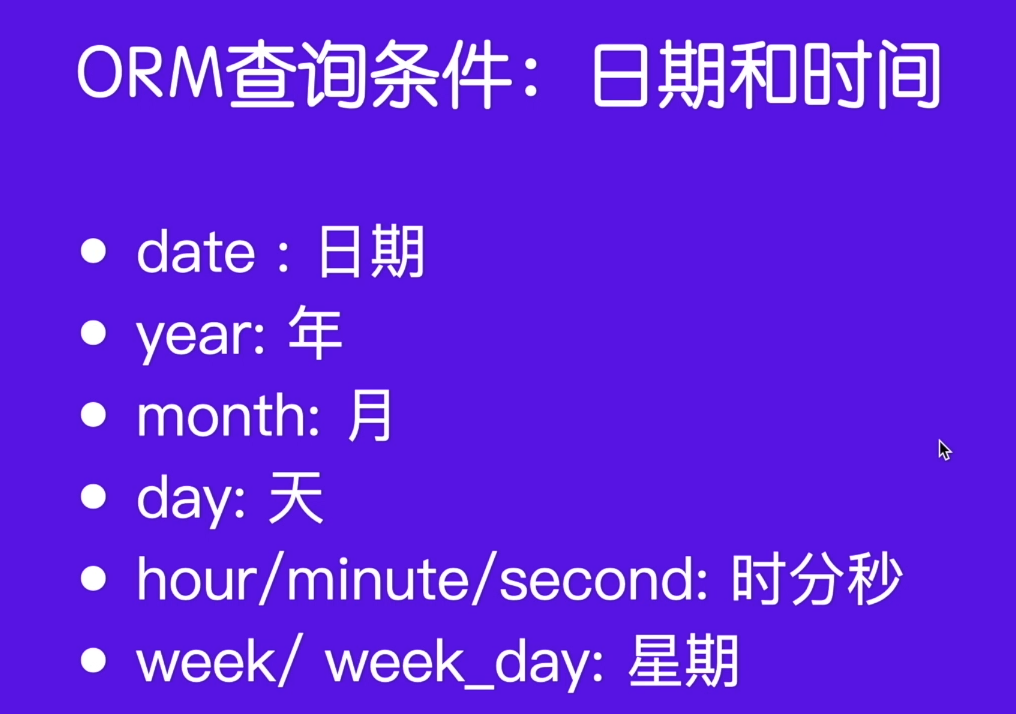 ORM查询条件：日期和时间
• date : 日期
• year: 年
• month: 月
• day: 天
• hour/minute/second: 时分秒
• week/ week_day: 星期